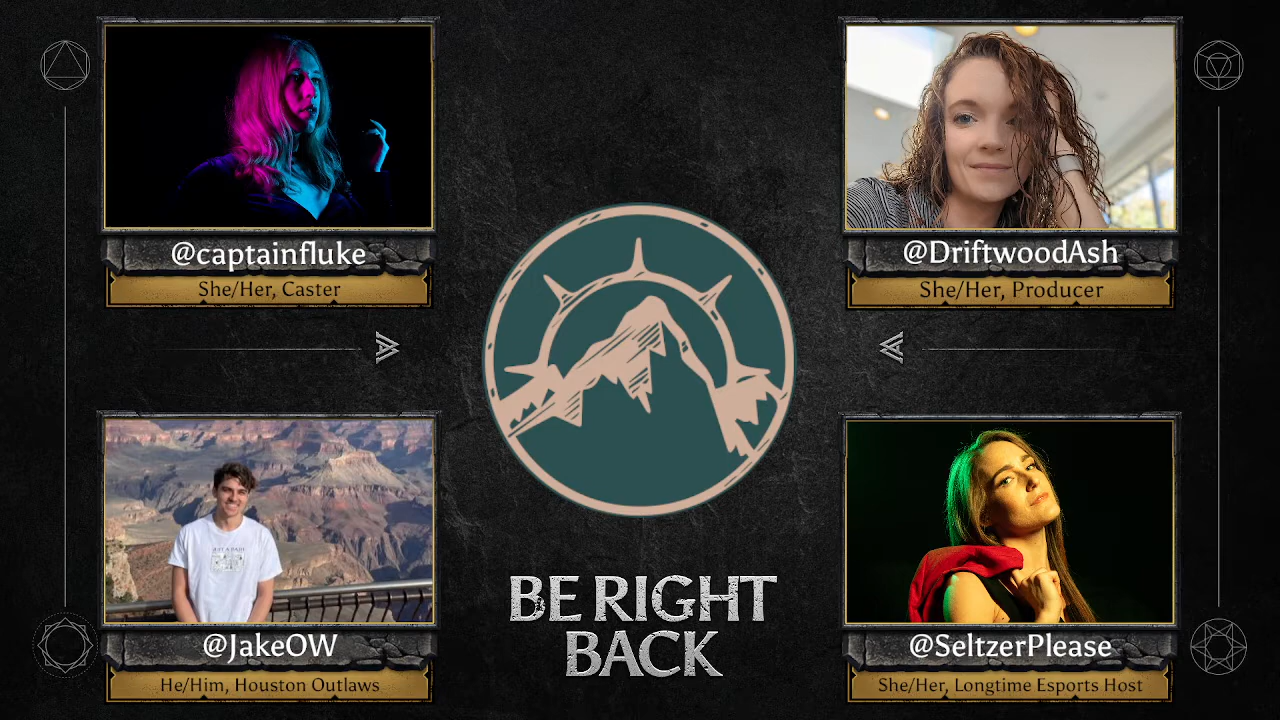 @captainfluke
She/Her, Caster
@DriftwoodAsh
She/Her, Producer
@JakeOW
He/Him, Houston Outlaws
BE RIGHT
BACK
@SeltzerPlease
She/Her, Longtime Esports Host